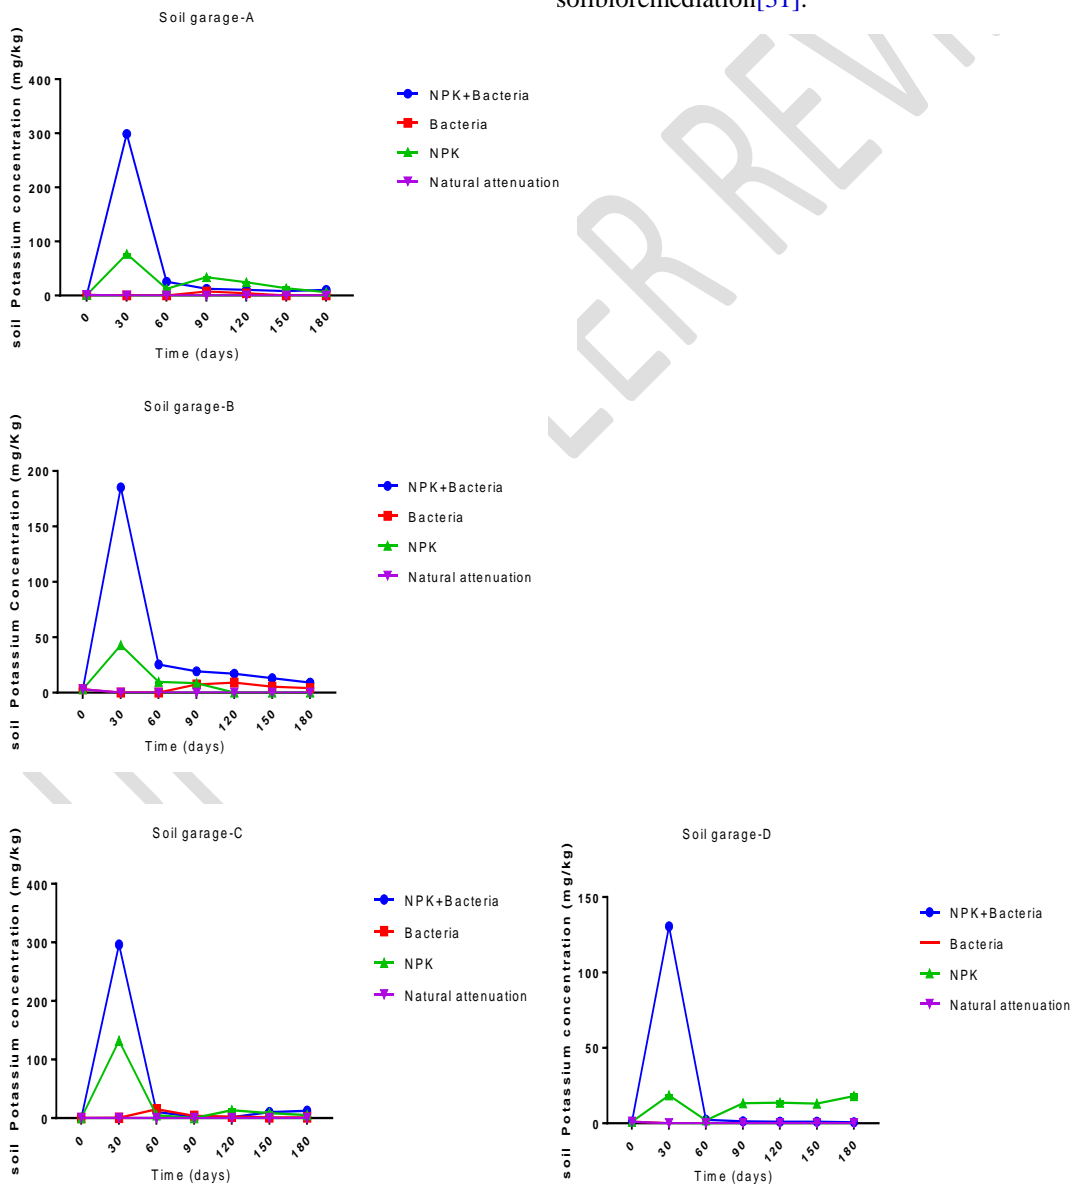 soilbioremediation[31].
Soil garage-A
soil Potassium concentration (mg/kg)
400
300
200
100
0
0 30 60 90 120 150 180
Time (days)
NPK+Bacteria
Bacteria
NPK
Natural attenuation
Soil garage-B
soil Potassium Concentration (mg/Kg)
200
150
100
50
0
0 30 60 90 120 150 180
Time (days)
NPK+Bacteria
Bacteria
NPK
Natural attenuation
Soil garage-C
soil Potassium concentration (mg/kg)
400
300
200
100
0
0 30 60 90 120 150 180
Time (days)
NPK+Bacteria
Bacteria
NPK
Natural attenuation
Soil garage-D
soil Potassium concentration (mg/kg)
150
100
50
0
0 30 60 90 120 150 180
Time (days)
NPK+Bacteria
Bacteria
NPK
Natural attenuation